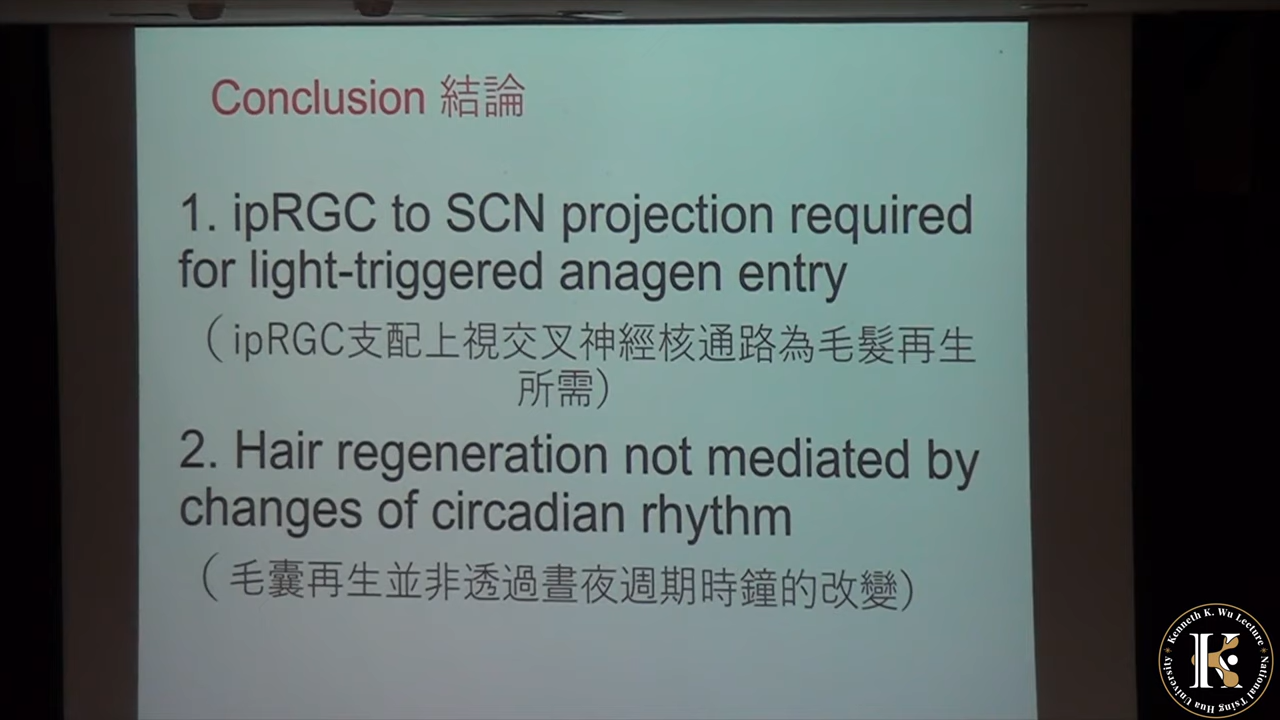 Conclusion 結論
1. ipRGC to SCN projection required
for light-triggered anagen entry
（ipRGC支配上視交叉神經核通路為毛髮再生
所需）
2. Hair regeneration not mediated by
changes of circadian rhythm
（毛囊再生並非透過晝夜週期時鐘的改變）
Kenneth K. Wu Lecture
National Tsing Hua University
K